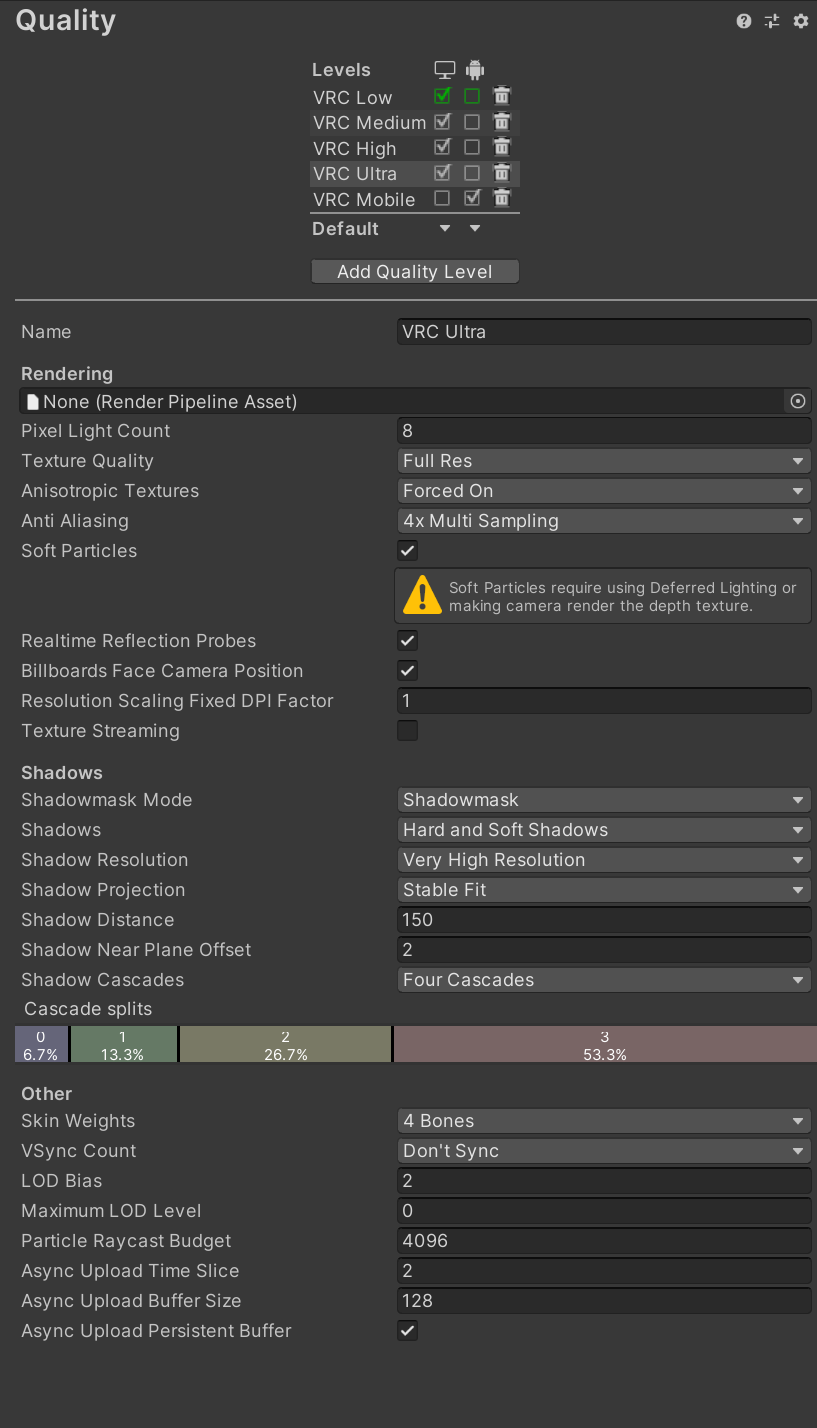 Quality
Levels
VRC Low
VRC Medium
VRC High
VRC Ultra
VRC Mobile
Default
Add Quality Level
Name VRC Ultra
Rendering
None (Render Pipeline Asset)
Pixel Light Count 8
Texture Quality Full Res
Anisotropic Textures Forced On
Anti Aliasing 4x Multi Sampling
Soft Particles
Soft Particles require using Deferred Lighting or
making camera render the depth texture.
Realtime Reflection Probes
Billboards Face Camera Position
Resolution Scaling Fixed DPI Factor 1
Texture Streaming
Shadows
Shadowmask Mode Shadowmask
Shadows Hard and Soft Shadows
Shadow Resolution Very High Resolution
Shadow Projection Stable Fit
Shadow Distance 150
Shadow Near Plane Offset 2
Shadow Cascades Four Cascades
Cascade splits
0 1 2 3
6.7% 13.3% 26.7% 53.3%
Other
Skin Weights 4 Bones
VSync Count Don't Sync
LOD Bias 2
Maximum LOD Level 0
Particle Raycast Budget 4096
Async Upload Time Slice 2
Async Upload Buffer Size 128
Async Upload Persistent Buffer